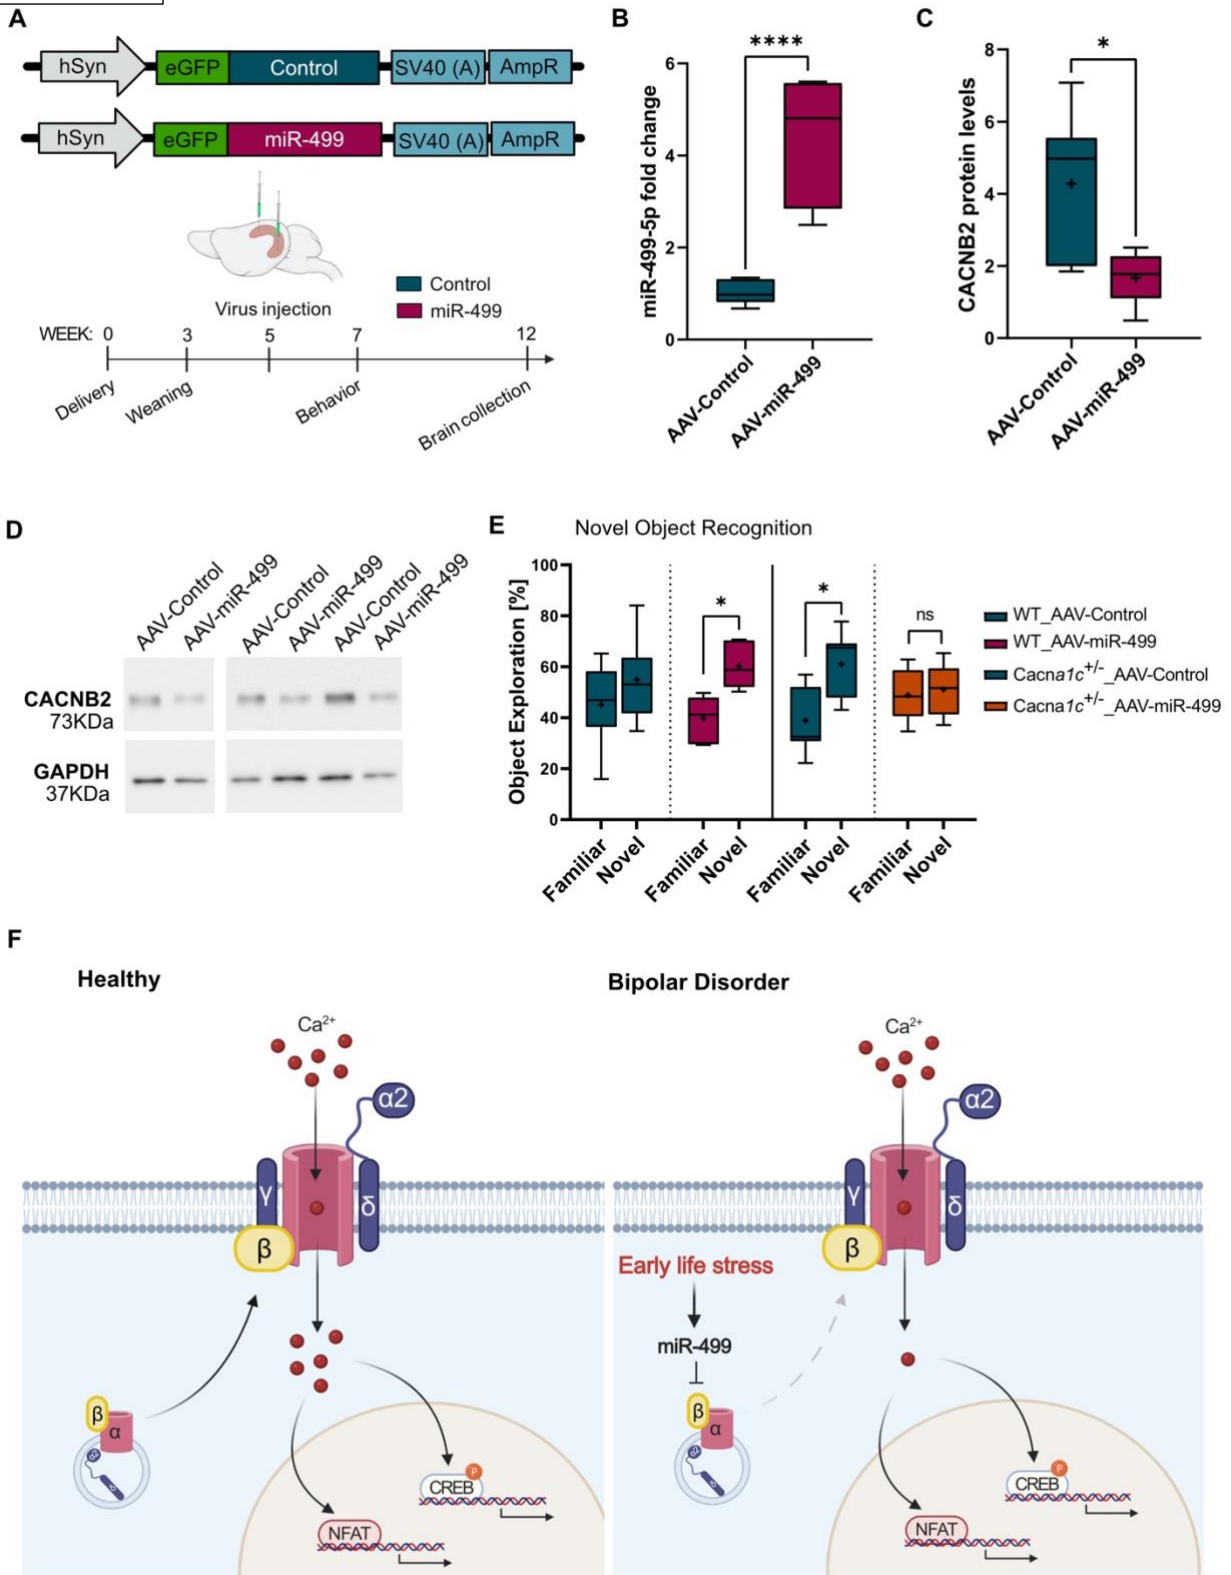 A
hSyn eGFP Control SV40 (A) AmpR
hSyn eGFP miR-499 SV40 (A) AmpR
Control
miR-499
Virus injection
WEEK: 0 3 5 7 12
Delivery Weaning Behavior Brain collection
B
****
miR-499-5p fold change
6
4
2
0
AAV-Control AAV-miR-499
C
*
CACNB2 protein levels
8
6
4
2
0
AAV-Control AAV-miR-499
D
AAV-Control AAV-miR-499 AAV-Control AAV-miR-499 AAV-Control AAV-miR-499
CACNB2
73KDa
GAPDH
37KDa
E
Novel Object Recognition
Object Exploration [%]
100
80
60
40
20
0
* * ns
Familiar Novel Familiar Novel Familiar Novel Familiar Novel
WT_AAV-Control
WT_AAV-miR-499
Cacna1c+/-_AAV-Control
Cacna1c+/-_AAV-miR-499
F
Healthy
Ca2+
α2
γ
δ
β
β
α
α2
P
CREB
NFAT
Bipolar Disorder
Ca2+
α2
γ
δ
β
Early life stress
miR-499
β
α
α2
P
CREB
NFAT